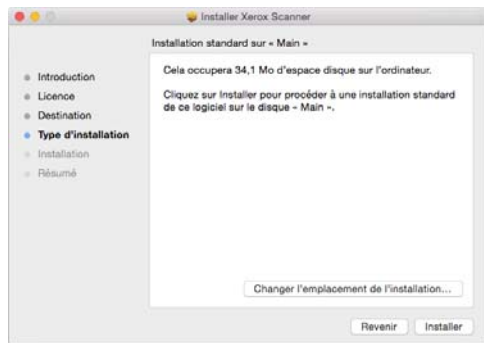 Installer Xerox Scanner
Installation standard sur « Main »
Introduction
Licence
Destination
Type d'installation
Installation
Résumé
Cela occupera 34,1 Mo d'espace disque sur l'ordinateur.
Cliquez sur Installer pour procéder à une installation standard
de ce logiciel sur le disque « Main ».
Changer l'emplacement de l'installation...
Revenir
Installer